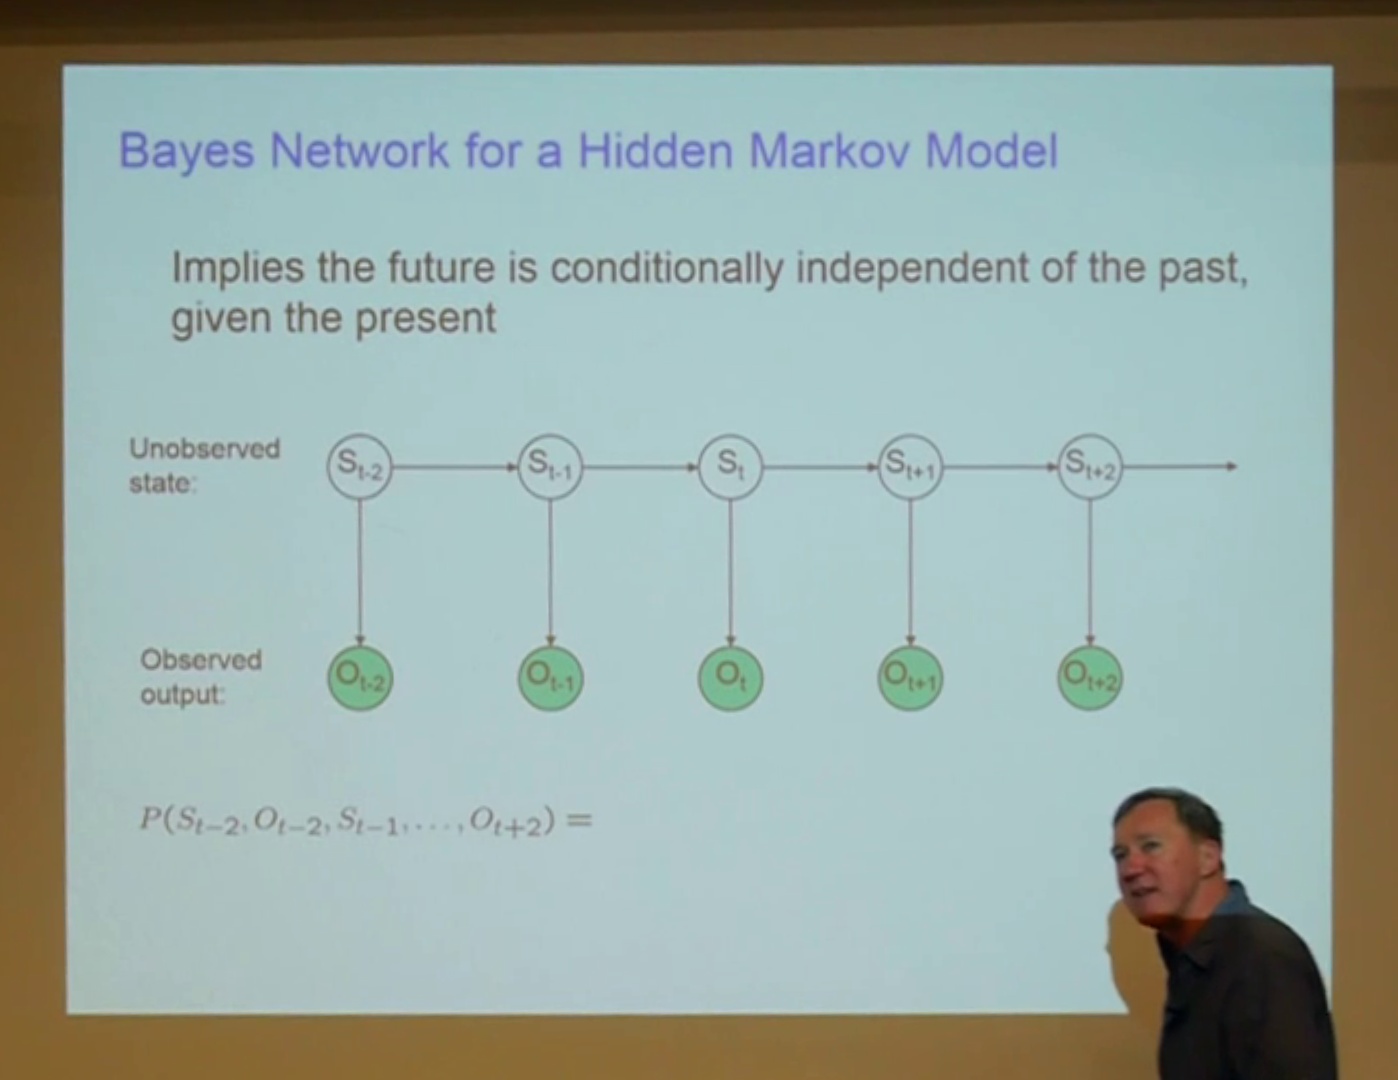 Bayes Network for a Hidden Markov Model
Implies the future is conditionally independent of the past,
given the present
Unobserved
state:
S_{t-2} S_{t-1} S_t S_{t+1} S_{t+2}
Observed
output:
O_{t-2} O_{t-1} O_t O_{t+1} O_{t+2}
P(S_{t-2}, O_{t-2}, S_{t-1}, ..., O_{t+2}) =